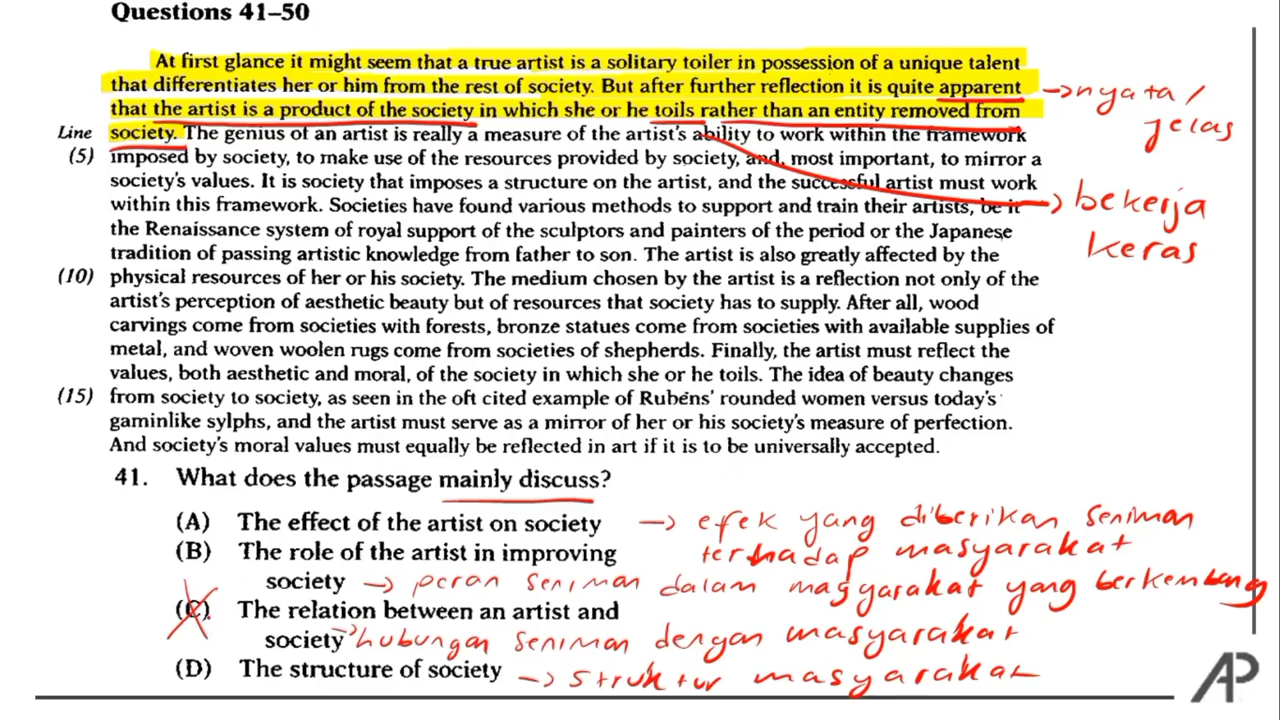 Questions 41–50
At first glance it might seem that a true artist is a solitary toiler in possession of a unique talent
that differentiates her or him from the rest of society. But after further reflection it is quite apparent
→ nyata /
that the artist is a product of the society in which she or he toils rather than an entity removed from
jelas
Line society. The genius of an artist is really a measure of the artist's ability to work within the framework
(5) imposed by society, to make use of the resources provided by society, and, most important, to mirror a
society's values. It is society that imposes a structure on the artist, and the successful artist must work
within this framework. Societies have found various methods to support and train their artists, be it
→ bekerja
the Renaissance system of royal support of the sculptors and painters of the period or the Japanese
keras
tradition of passing artistic knowledge from father to son. The artist is also greatly affected by the
(10) physical resources of her or his society. The medium chosen by the artist is a reflection not only of the
artist's perception of aesthetic beauty but of resources that society has to supply. After all, wood
carvings come from societies with forests, bronze statues come from societies with available supplies of
metal, and woven woolen rugs come from societies of shepherds. Finally, the artist must reflect the
values, both aesthetic and moral, of the society in which she or he toils. The idea of beauty changes
(15) from society to society, as seen in the oft cited example of Rubens' rounded women versus today's
gaminlike sylphs, and the artist must serve as a mirror of her or his society's measure of perfection.
And society's moral values must equally be reflected in art if it is to be universally accepted.
41. What does the passage mainly discuss?
(A) The effect of the artist on society → efek yang diberikan seniman
terhadap masyarakat
(B) The role of the artist in improving
society → peran seniman dalam masyarakat yang berkembang
(C) The relation between an artist and
society → hubungan seniman dengan masyarakat
(D) The structure of society → struktur masyarakat
AP